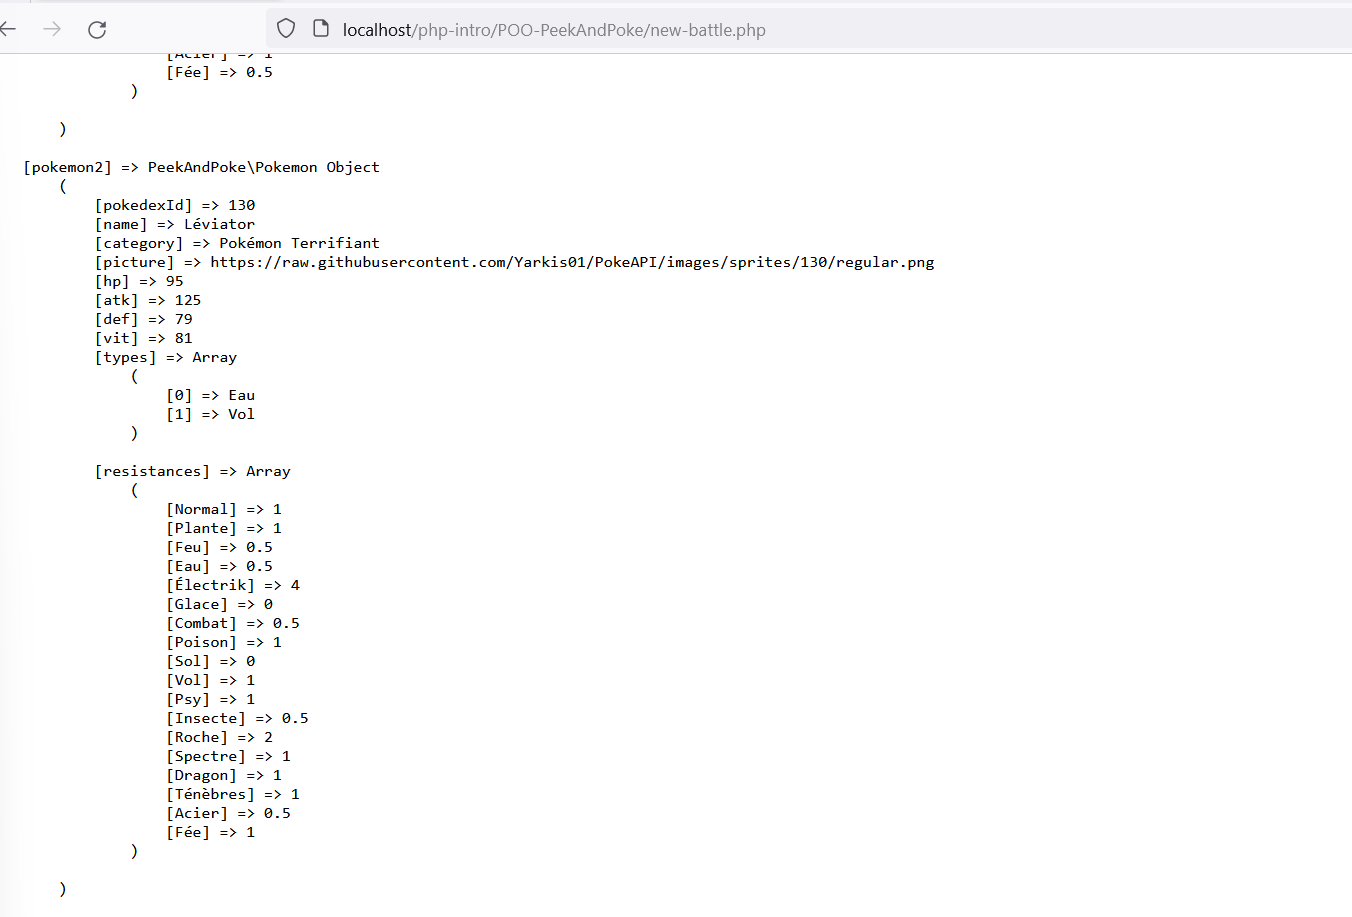 localhost/php-intro/POO-PeekAndPoke/new-battle.php
[Acier] => 1
[Fée] => 0.5
)
)
[pokemon2] => PeekAndPoke\Pokemon Object
(
[pokedexId] => 130
[name] => Léviator
[category] => Pokémon Terrifiant
[picture] => https://raw.githubusercontent.com/Yarkis01/PokeAPI/images/sprites/130/regular.png
[hp] => 95
[atk] => 125
[def] => 79
[vit] => 81
[types] => Array
(
[0] => Eau
[1] => Vol
)
[resistances] => Array
(
[Normal] => 1
[Plante] => 1
[Feu] => 0.5
[Eau] => 0.5
[Électrik] => 4
[Glace] => 0
[Combat] => 0.5
[Poison] => 1
[Sol] => 0
[Vol] => 1
[Psy] => 1
[Insecte] => 0.5
[Roche] => 2
[Spectre] => 1
[Dragon] => 1
[Ténèbres] => 1
[Acier] => 0.5
[Fée] => 1
)
)